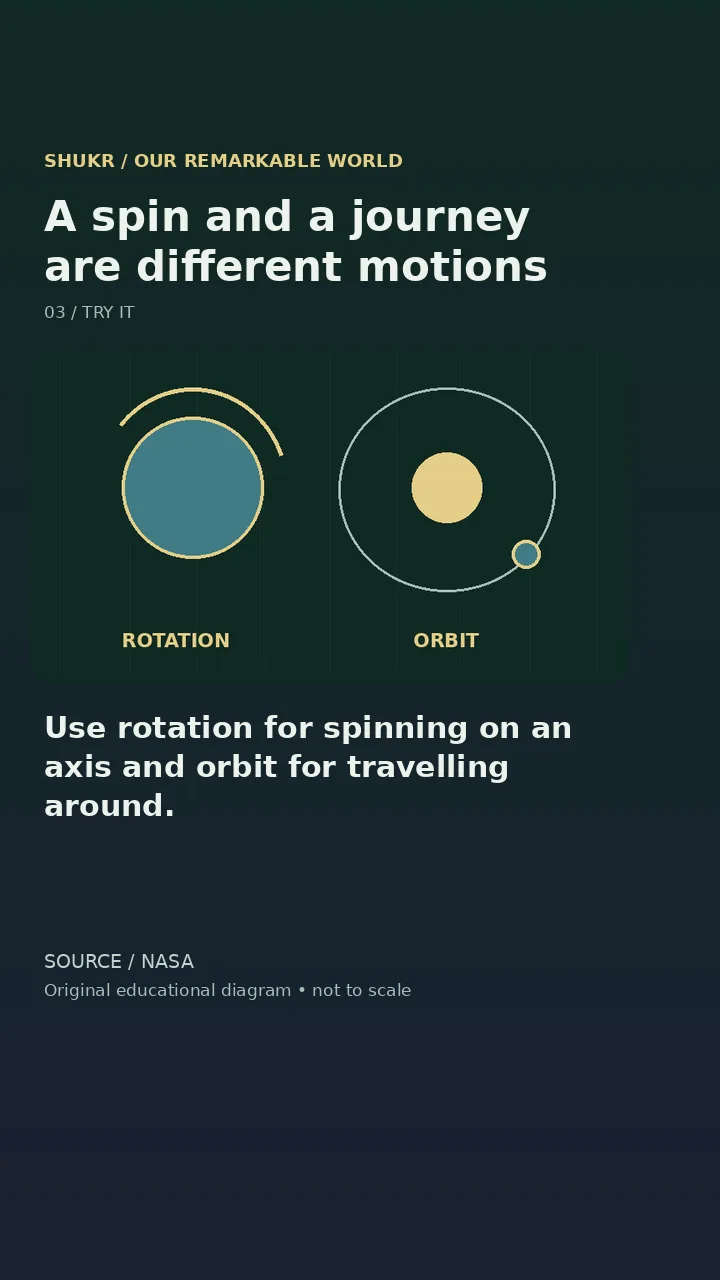 SHUKR / OUR REMARKABLE WORLD
A spin and a journey
are different motions
03 / TRY IT
ROTATION
ORBIT
Use rotation for spinning on an
axis and orbit for travelling
around.
SOURCE / NASA
Original educational diagram • not to scale